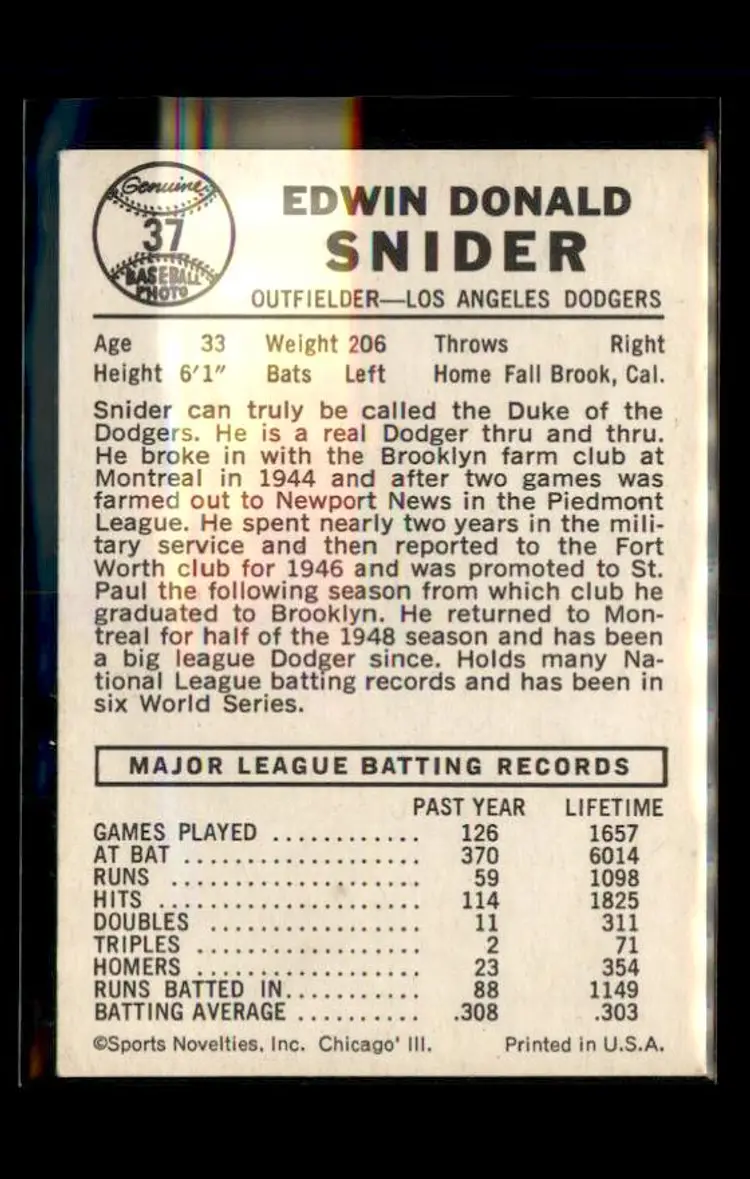 Genuine
37
BASEBALL
PHOTO
EDWIN DONALD
SNIDER
OUTFIELDER—LOS ANGELES DODGERS
Age 33 Weight 206 Throws Right
Height 6'1" Bats Left Home Fall Brook, Cal.
Snider can truly be called the Duke of the
Dodgers. He is a real Dodger thru and thru.
He broke in with the Brooklyn farm club at
Montreal in 1944 and after two games was
farmed out to Newport News in the Piedmont
League. He spent nearly two years in the mili-
tary service and then reported to the Fort
Worth club for 1946 and was promoted to St.
Paul the following season from which club he
graduated to Brooklyn. He returned to Mon-
treal for half of the 1948 season and has been
a big league Dodger since. Holds many Na-
tional League batting records and has been in
six World Series.
MAJOR LEAGUE BATTING RECORDS
PAST YEAR LIFETIME
GAMES PLAYED ............ 126 1657
AT BAT ................... 370 6014
RUNS .................... 59 1098
HITS ..................... 114 1825
DOUBLES ................. 11 311
TRIPLES .................. 2 71
HOMERS .................. 23 354
RUNS BATTED IN........... 88 1149
BATTING AVERAGE .......... .308 .303
©Sports Novelties, Inc. Chicago' Ill. Printed in U.S.A.